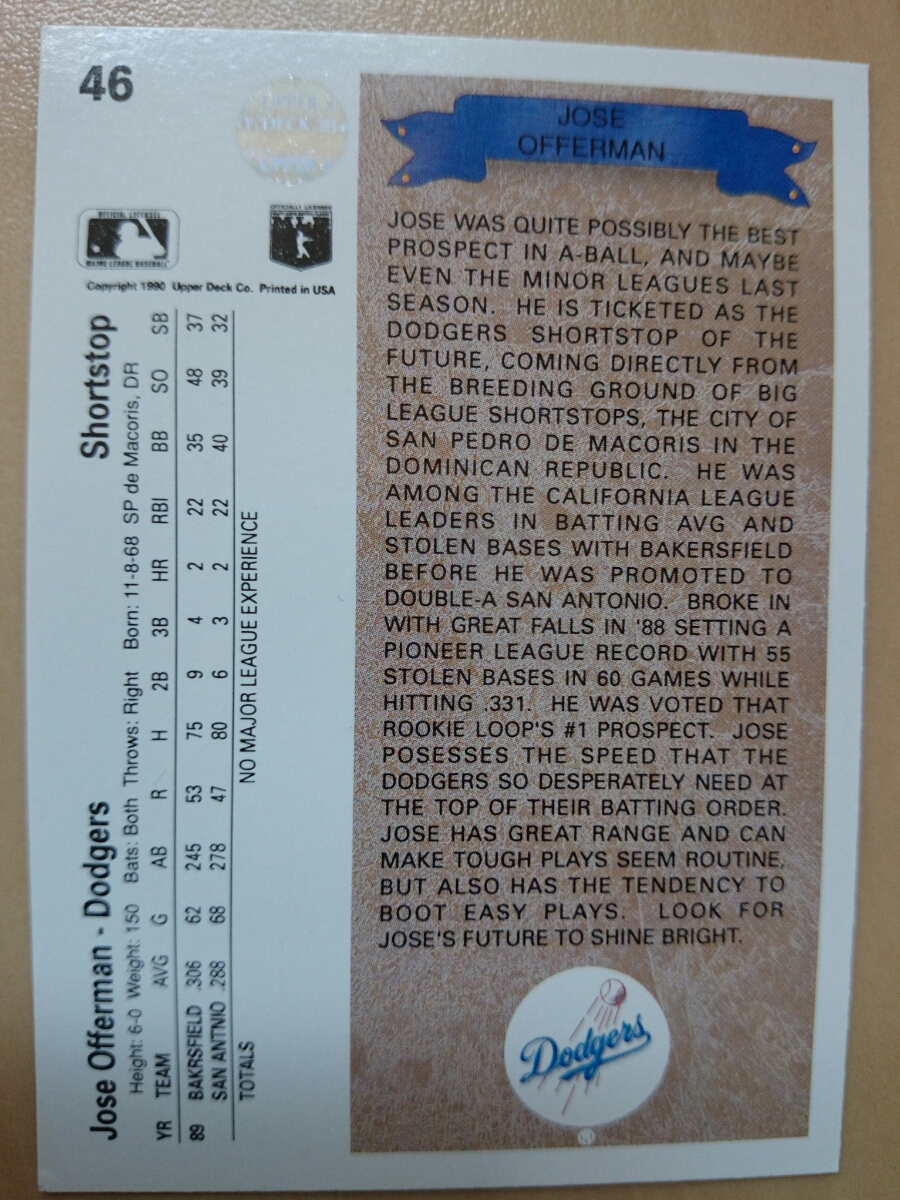 46
UPPER
DECK
OFFICIAL LICENSEE
MAJOR LEAGUE BASEBALL
OFFICIALLY LICENSED
Copyright 1990 Upper Deck Co. Printed in USA
Jose Offerman - Dodgers Shortstop
Height: 6-0 Weight: 150 Bats: Both Throws: Right Born: 11-8-68 SP de Macoris, DR
YR TEAM AVG G AB R H 2B 3B HR RBI BB SO SB
89 BAKRSFIELD .306 62 245 53 75 9 4 2 22 35 48 37
SAN ANTNIO .288 68 278 47 80 6 3 2 22 40 39 32
TOTALS NO MAJOR LEAGUE EXPERIENCE
JOSE
OFFERMAN
JOSE WAS QUITE POSSIBLY THE BEST
PROSPECT IN A-BALL, AND MAYBE
EVEN THE MINOR LEAGUES LAST
SEASON. HE IS TICKETED AS THE
DODGERS SHORTSTOP OF THE
FUTURE, COMING DIRECTLY FROM
THE BREEDING GROUND OF BIG
LEAGUE SHORTSTOPS, THE CITY OF
SAN PEDRO DE MACORIS IN THE
DOMINICAN REPUBLIC. HE WAS
AMONG THE CALIFORNIA LEAGUE
LEADERS IN BATTING AVG AND
STOLEN BASES WITH BAKERSFIELD
BEFORE HE WAS PROMOTED TO
DOUBLE-A SAN ANTONIO. BROKE IN
WITH GREAT FALLS IN '88 SETTING A
PIONEER LEAGUE RECORD WITH 55
STOLEN BASES IN 60 GAMES WHILE
HITTING .331. HE WAS VOTED THAT
ROOKIE LOOP'S #1 PROSPECT. JOSE
POSESSES THE SPEED THAT THE
DODGERS SO DESPERATELY NEED AT
THE TOP OF THEIR BATTING ORDER.
JOSE HAS GREAT RANGE AND CAN
MAKE TOUGH PLAYS SEEM ROUTINE,
BUT ALSO HAS THE TENDENCY TO
BOOT EASY PLAYS. LOOK FOR
JOSE'S FUTURE TO SHINE BRIGHT.
Dodgers